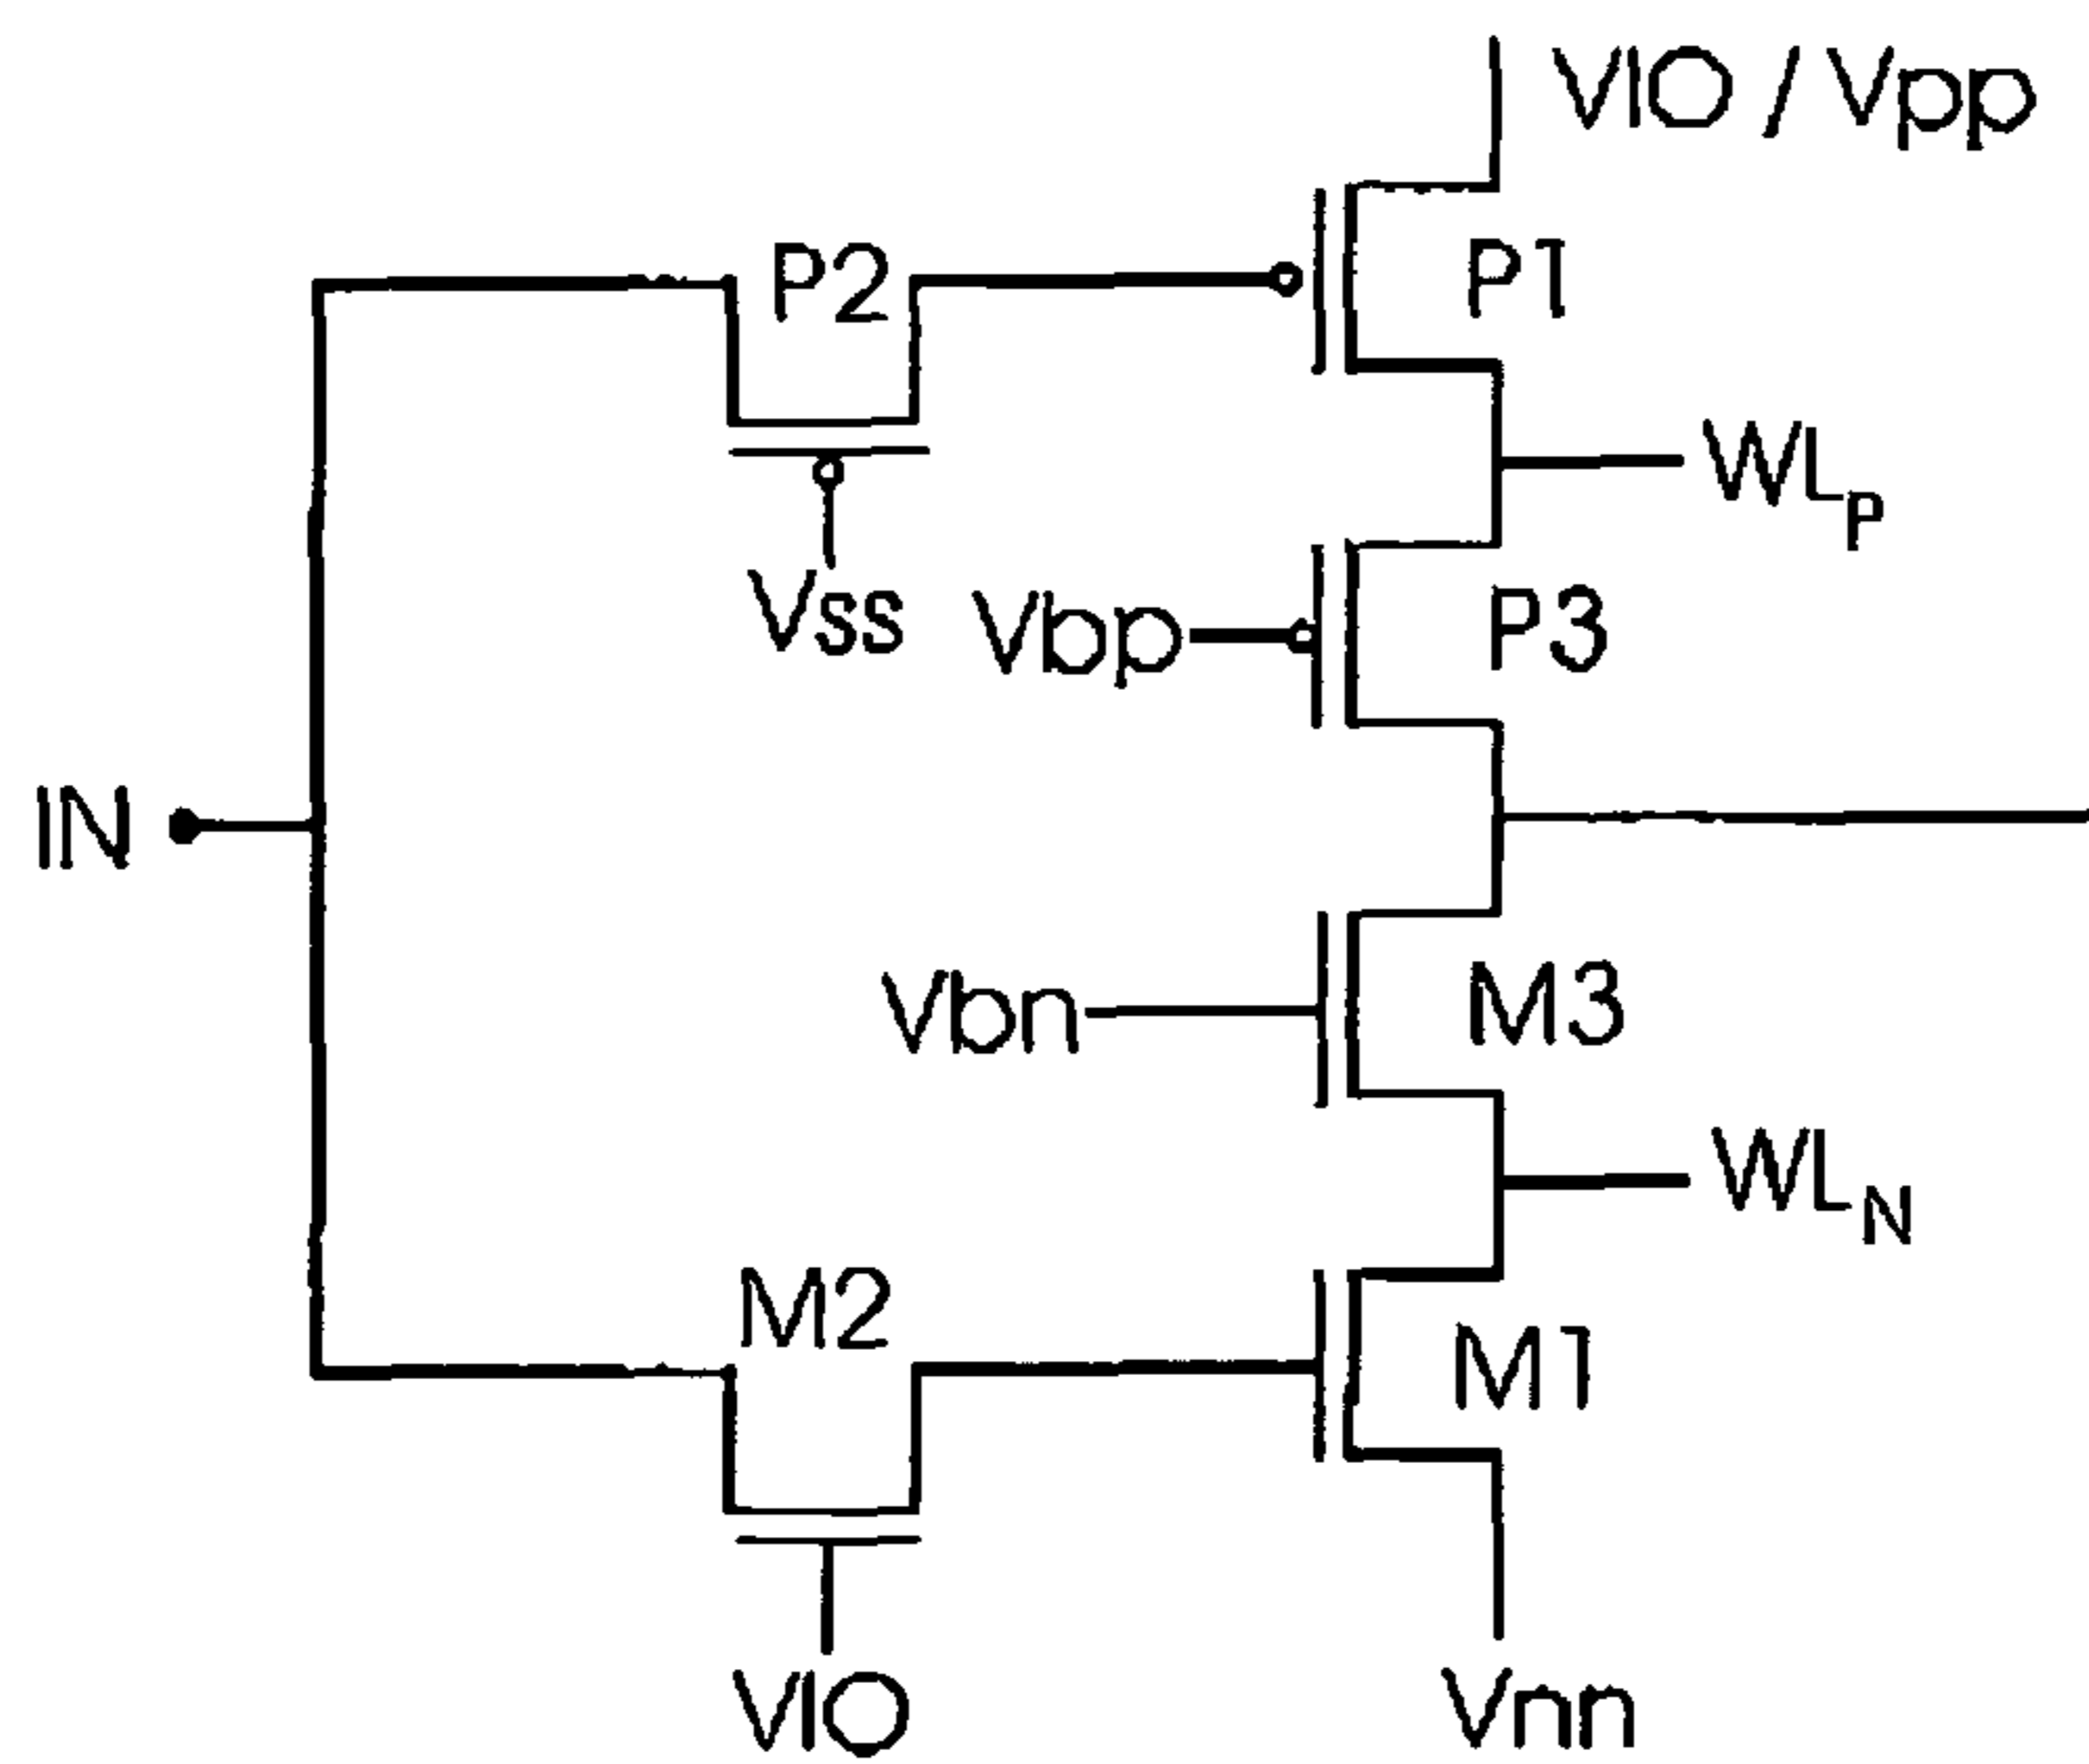 VIO / Vpp
P2
P1
WLP
Vss
Vbp
P3
IN
Vbn
M3
WLN
M2
M1
VIO
Vnn